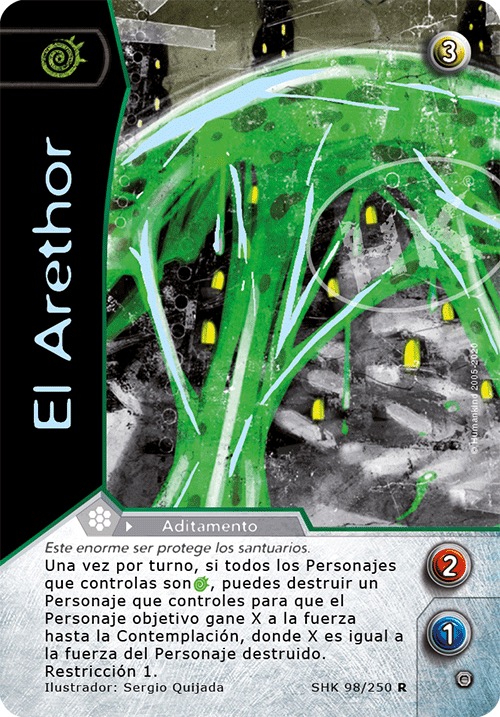 3
El Arethor
© Humankind 2005-2020
Aditamento
Este enorme ser protege los santuarios.
Una vez por turno, si todos los Personajes
que controlas son, puedes destruir un
Personaje que controles para que el
Personaje objetivo gane X a la fuerza
hasta la Contemplación, donde X es igual a
la fuerza del Personaje destruido.
Restricción 1.
2
1
Ilustrador: Sergio Quijada
SHK 98/250 R